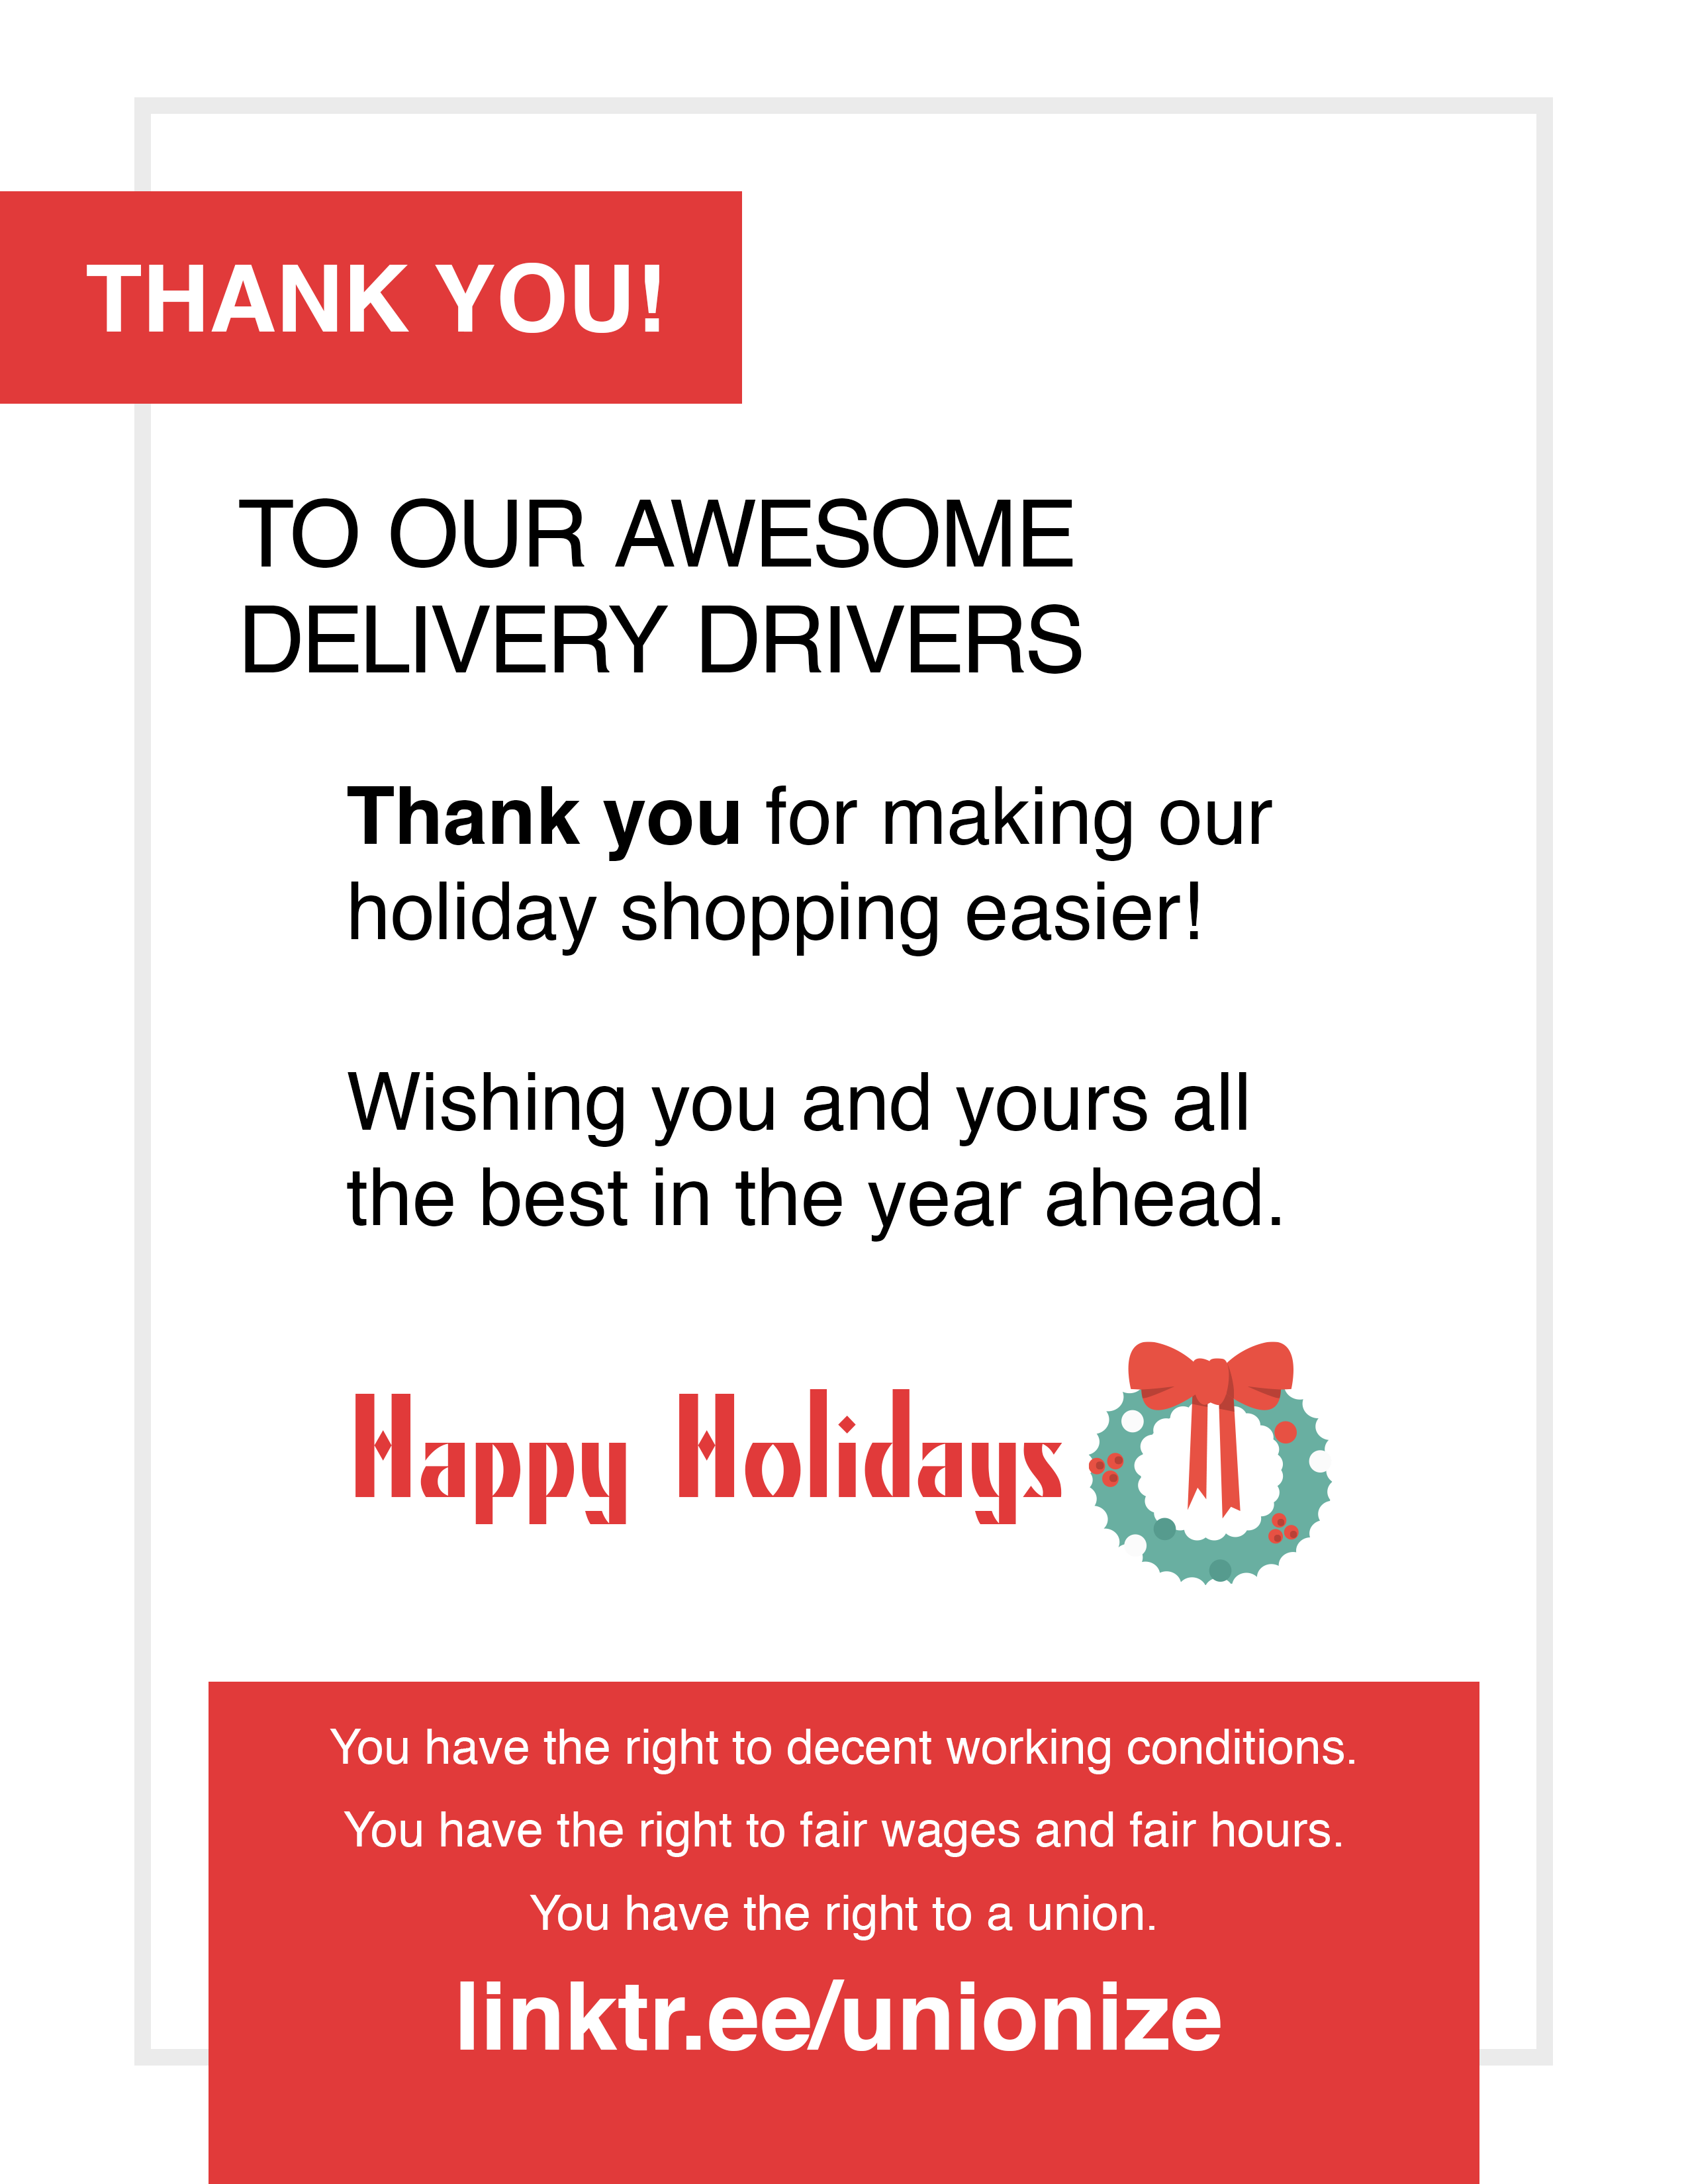 THANK YOU!
TO OUR AWESOME
DELIVERY DRIVERS
Thank you for making our
holiday shopping easier!
Wishing you and yours all
the best in the year ahead.
Happy Holidays
You have the right to decent working conditions.
You have the right to fair wages and fair hours.
You have the right to a union.
linktr.ee/unionize